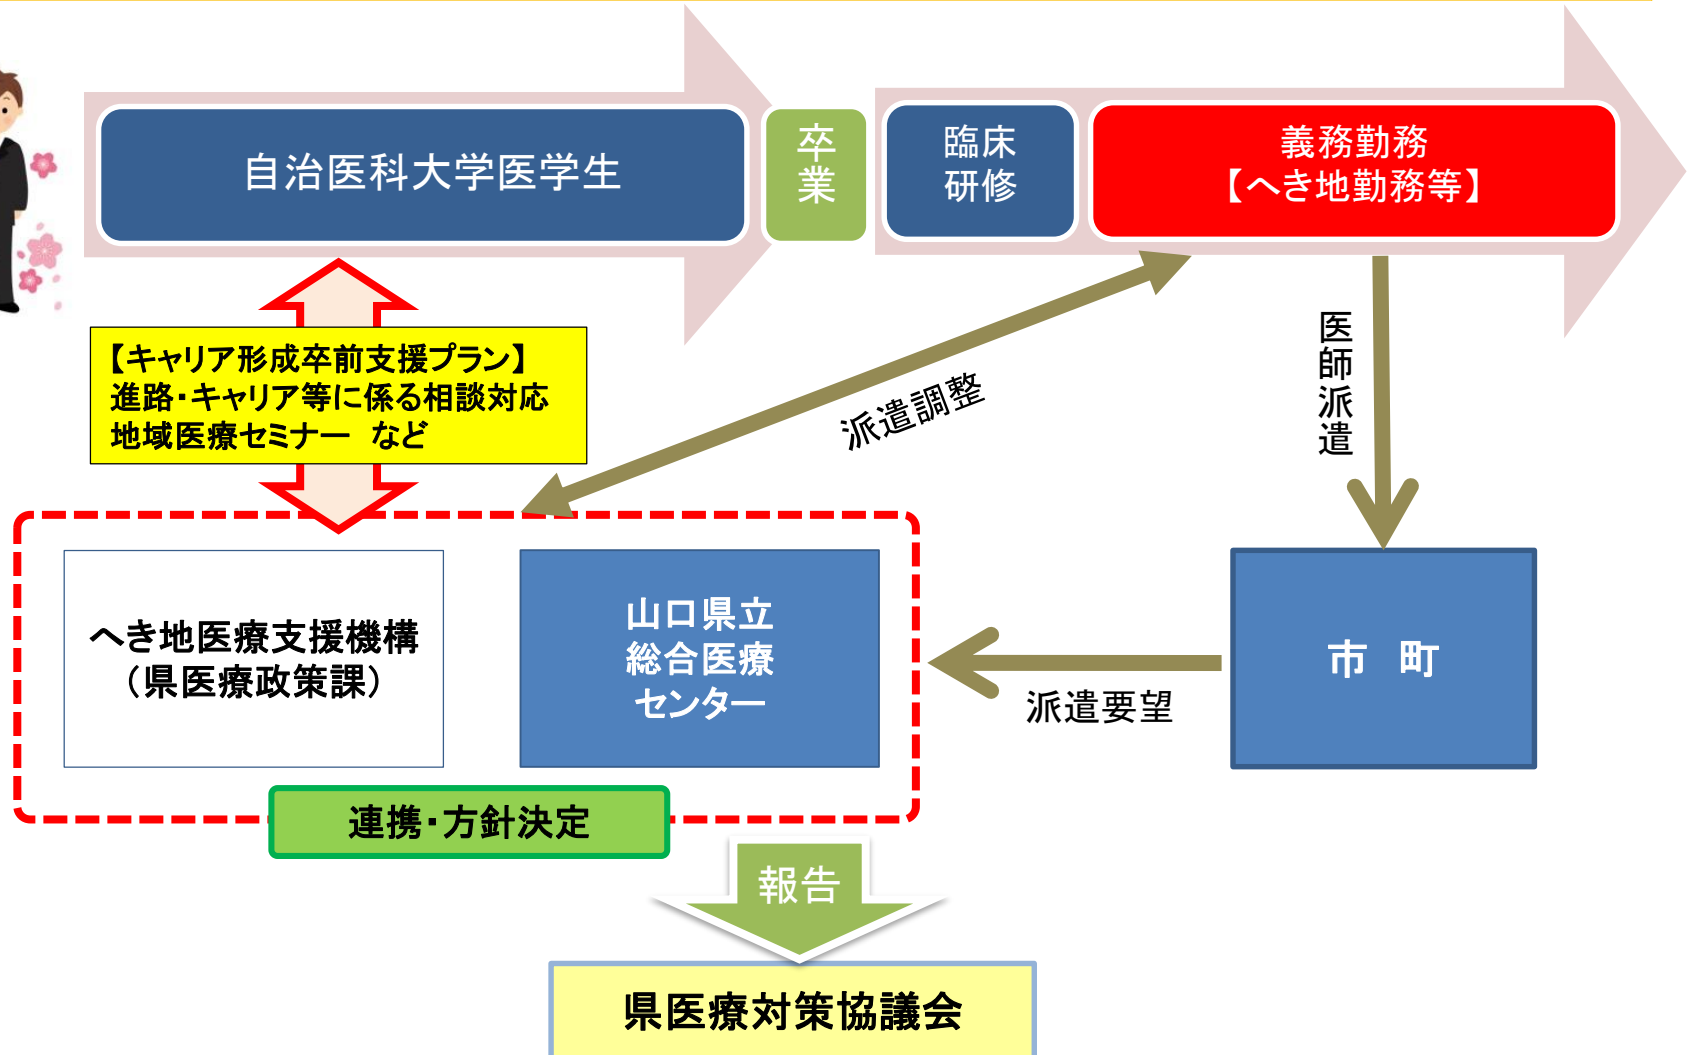 自治医科大学医学生
卒業
臨床
研修
義務勤務
【へき地勤務等】
【キャリア形成卒前支援プラン】
進路・キャリア等に係る相談対応
地域医療セミナー など
派遣調整
医師派遣
へき地医療支援機構
（県医療政策課）
山口県立
総合医療
センター
派遣要望
市 町
連携・方針決定
報告
県医療対策協議会